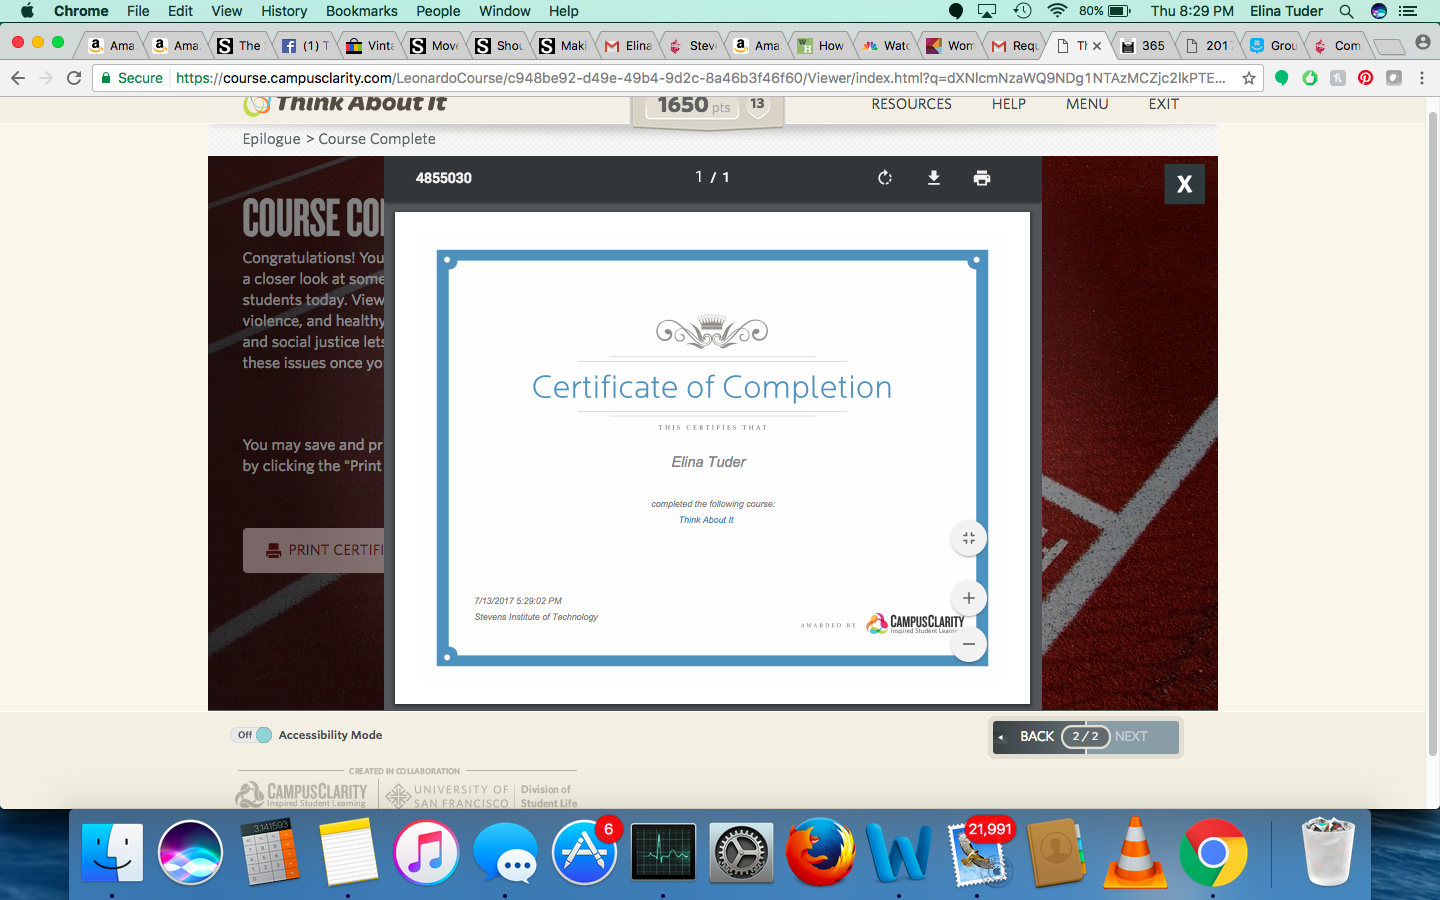 Chrome File Edit View History Bookmarks People Window Help 80% Thu 8:29 PM Elina Tuder
Ama Ama The (1) T Vinta Move Shou Maki Elina Steve Ama How Watc Wom Requ Th 365 201 Grou Com
Secure https://course.campusclarity.com/LeonardoCourse/c948be92-d49e-49b4-9d2c-8a46b3f46f60/Viewer/index.html?q=dXNlcmNzaWQ9NDg1NTAzMCZjc2lkPTE...
Think About It 1650 pts 13 RESOURCES HELP MENU EXIT
Epilogue > Course Complete
4855030 1 / 1 X
COURSE CO
Congratulations! You
a closer look at some
students today. View
violence, and healthy
and social justice lets
these issues once yo
You may save and pr
by clicking the "Print
PRINT CERTIFI
Certificate of Completion
THIS CERTIFIES THAT
Elina Tuder
completed the following course:
Think About It
7/13/2017 5:29:02 PM
Stevens Institute of Technology
AWARDED BY CAMPUSCLARITY
Inspired Student Learning
Off Accessibility Mode
BACK 2/2 NEXT
CREATED IN COLLABORATION
CAMPUSCLARITY
Inspired Student Learning
UNIVERSITY OF
SAN FRANCISCO
Division of
Student Life
3.141593
6
21,991